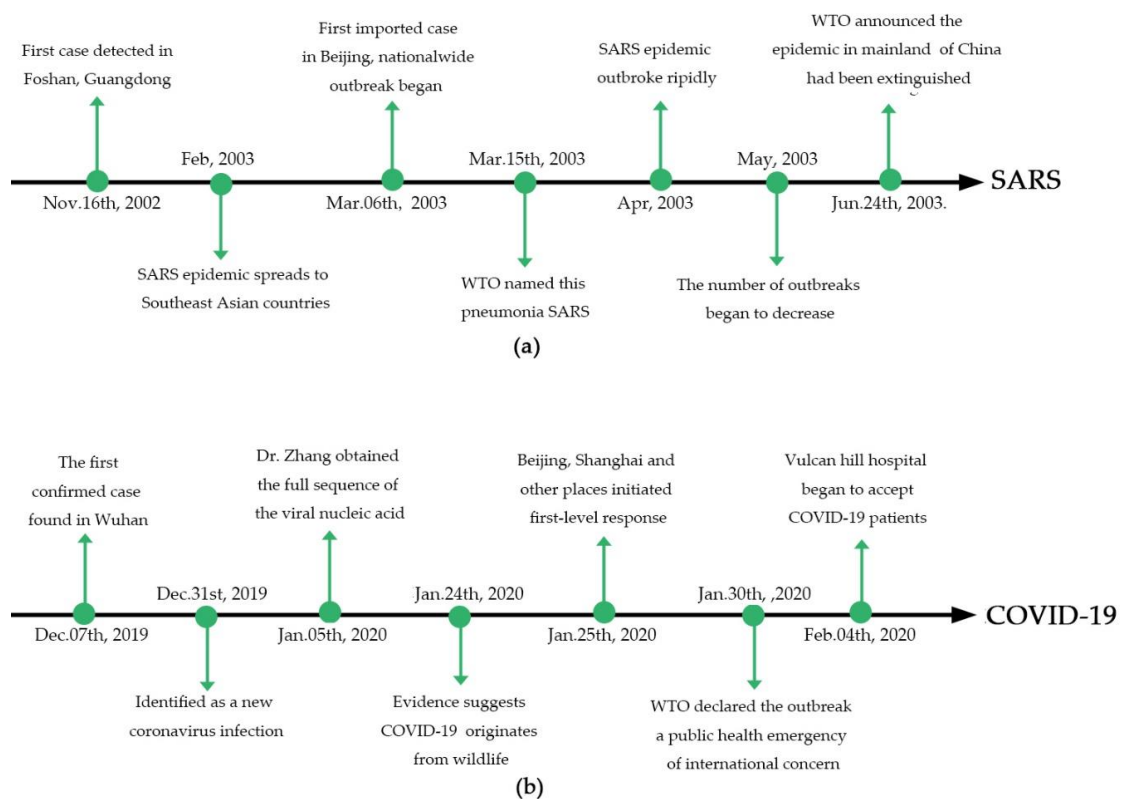 First case detected in
Foshan, Guangdong
Nov.16th, 2002
Feb, 2003
SARS epidemic spreads to
Southeast Asian countries
First imported case
in Beijing, nationalwide
outbreak began
Mar.06th, 2003
Mar.15th, 2003
WTO named this
pneumonia SARS
SARS epidemic
outbroke ripidly
Apr, 2003
May, 2003
The number of outbreaks
began to decrease
WTO announced the
epidemic in mainland of China
had been extinguished
Jun.24th, 2003.
SARS
(a)
The first
confirmed case
found in Wuhan
Dec.07th, 2019
Dec.31st, 2019
Identified as a new
coronavirus infection
Dr. Zhang obtained
the full sequence of
the viral nucleic acid
Jan.05th, 2020
Jan.24th, 2020
Evidence suggests
COVID-19 originates
from wildlife
Beijing, Shanghai and
other places initiated
first-level response
Jan.25th, 2020
Jan.30th, ,2020
WTO declared the outbreak
a public health emergency
of international concern
Vulcan hill hospital
began to accept
COVID-19 patients
Feb.04th, 2020
COVID-19
(b)